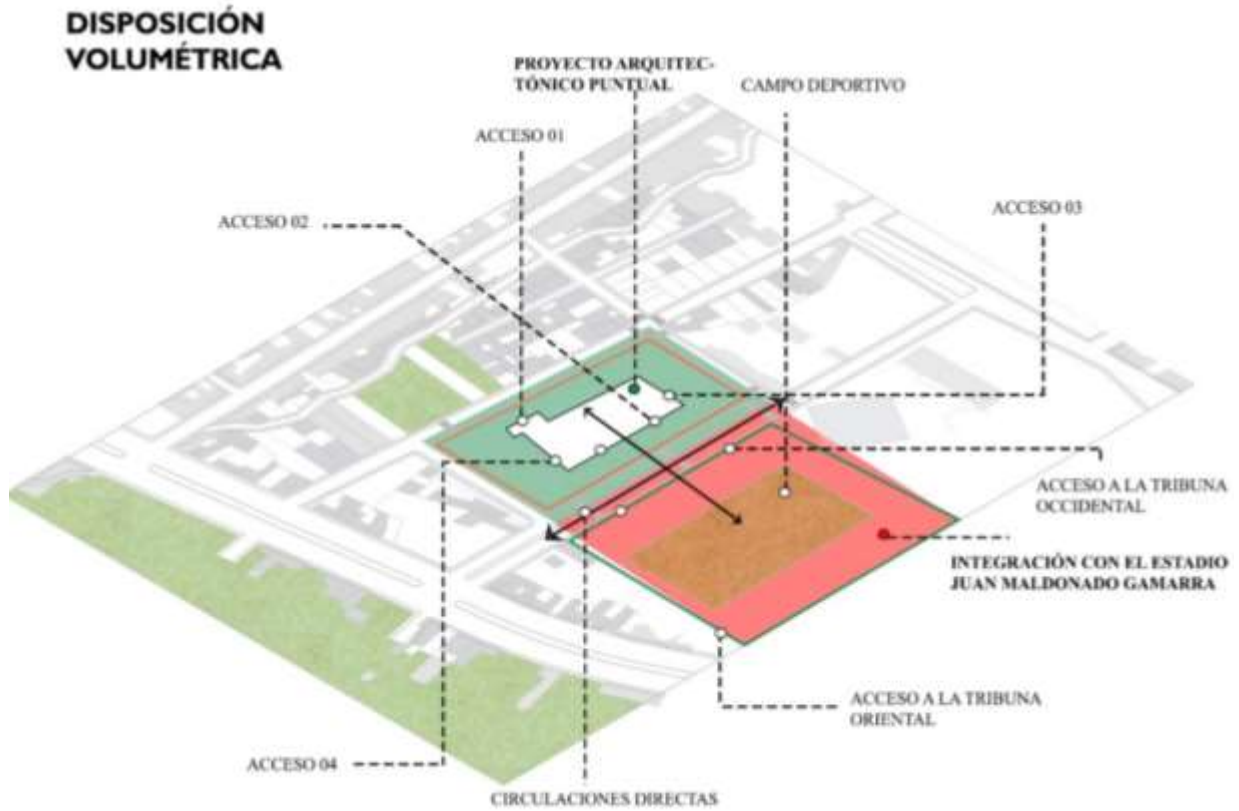 DISPOSICIÓN
VOLUMÉTRICA
PROYECTO ARQUITEC-
TÓNICO PUNTUAL
CAMPO DEPORTIVO
ACCESO 01
ACCESO 02
ACCESO 03
ACCESO A LA TRIBUNA
OCCIDENTAL
INTEGRACIÓN CON EL ESTADIO
JUAN MALDONADO GAMARRA
ACCESO A LA TRIBUNA
ORIENTAL
ACCESO 04
CIRCULACIONES DIRECTAS